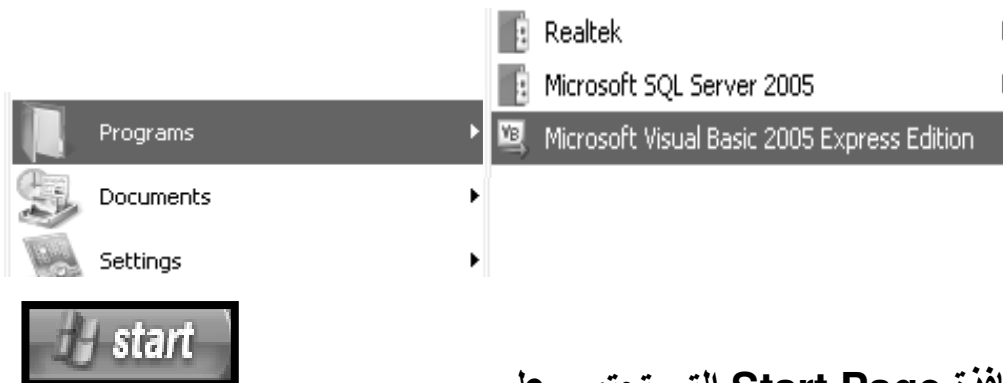 Realtek
Microsoft SQL Server 2005
Programs
Microsoft Visual Basic 2005 Express Edition
Documents
Settings
start
Start Page